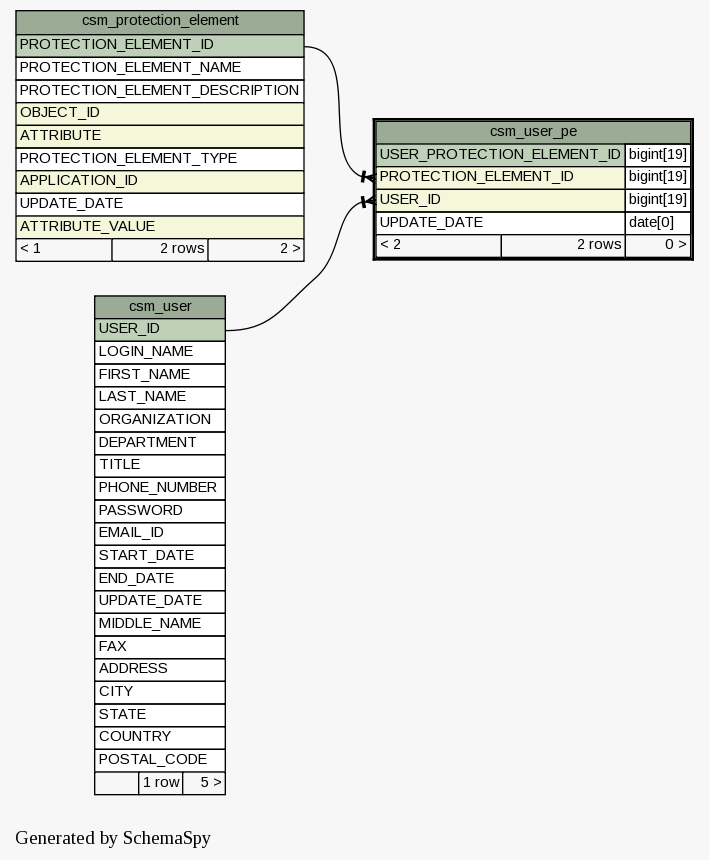 csm_protection_element
PROTECTION_ELEMENT_ID
PROTECTION_ELEMENT_NAME
PROTECTION_ELEMENT_DESCRIPTION
OBJECT_ID
ATTRIBUTE
PROTECTION_ELEMENT_TYPE
APPLICATION_ID
UPDATE_DATE
ATTRIBUTE_VALUE
< 1 2 rows 2 >
csm_user_pe
USER_PROTECTION_ELEMENT_ID bigint[19]
PROTECTION_ELEMENT_ID bigint[19]
USER_ID bigint[19]
UPDATE_DATE date[0]
< 2 2 rows 0 >
csm_user
USER_ID
LOGIN_NAME
FIRST_NAME
LAST_NAME
ORGANIZATION
DEPARTMENT
TITLE
PHONE_NUMBER
PASSWORD
EMAIL_ID
START_DATE
END_DATE
UPDATE_DATE
MIDDLE_NAME
FAX
ADDRESS
CITY
STATE
COUNTRY
POSTAL_CODE
1 row 5 >
Generated by SchemaSpy